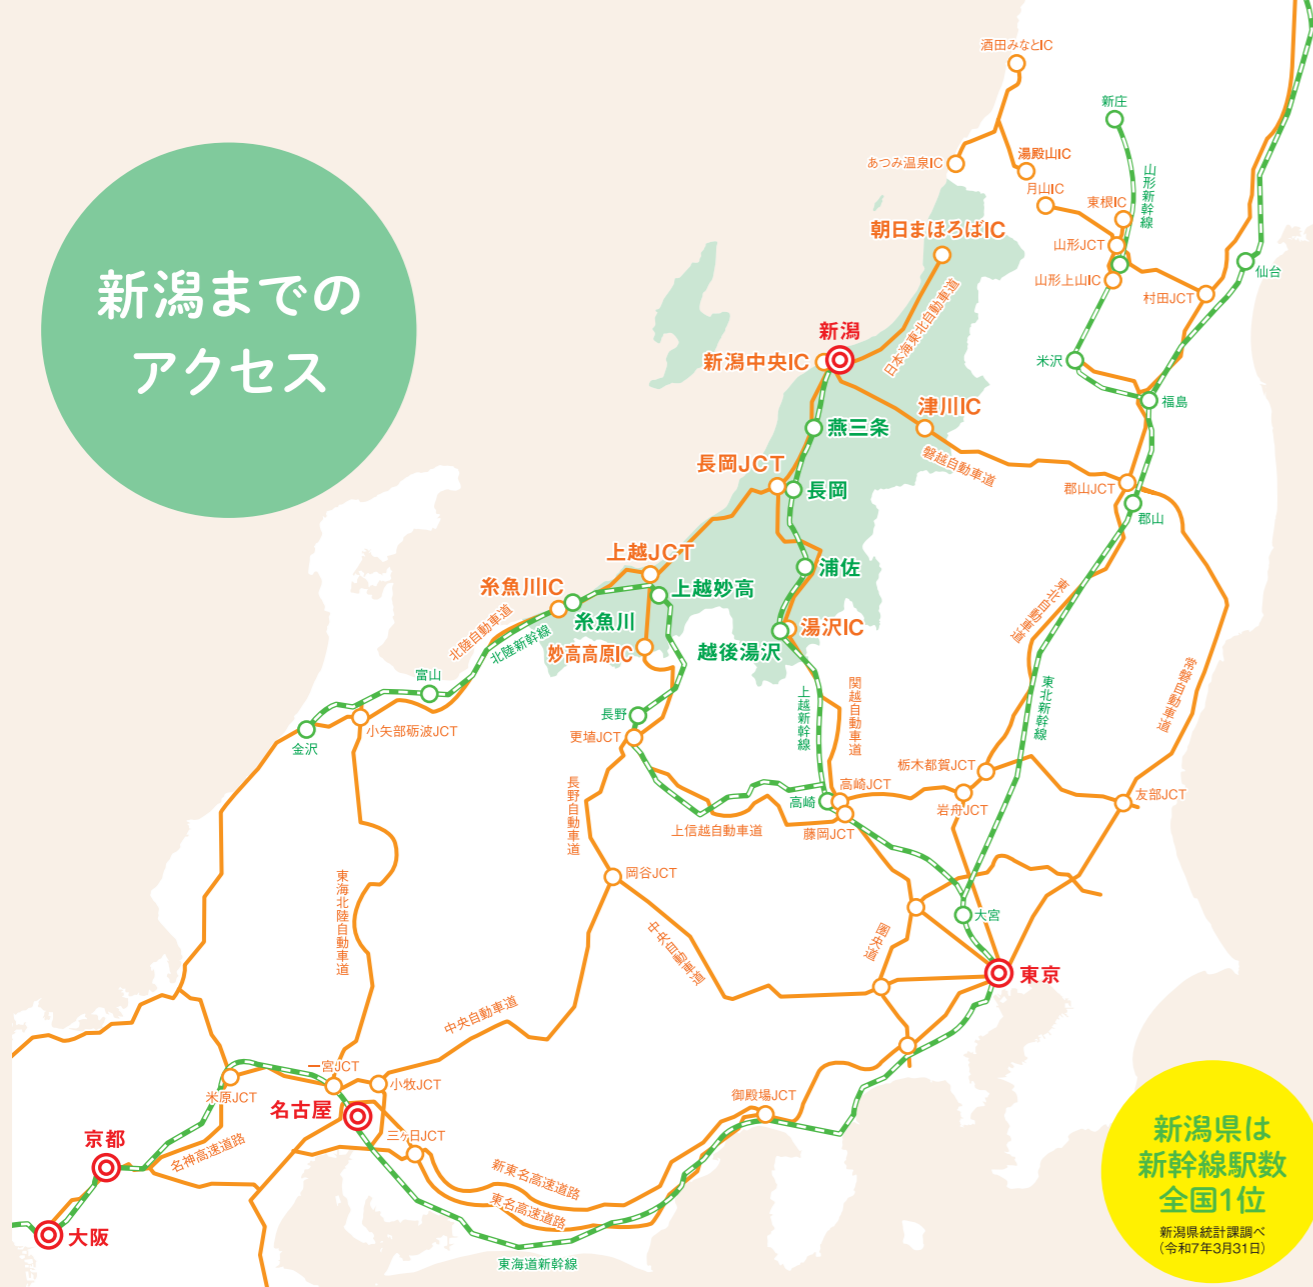 新潟までの
アクセス
酒田みなとIC
新庄
あつみ温泉IC
湯殿山IC
月山IC
山形新幹線
東根IC
朝日まほろばIC
山形JCT
仙台
山形上山IC
村田JCT
日本海東北自動車道
新潟
新潟中央IC
米沢
福島
津川IC
燕三条
磐越自動車道
長岡JCT
長岡
郡山JCT
郡山
上越JCT
浦佐
糸魚川IC
上越妙高
東北自動車道
北陸自動車道
糸魚川
湯沢IC
北陸新幹線
妙高高原IC
越後湯沢
富山
常磐自動車道
上越新幹線
関越自動車道
東北新幹線
長野
小矢部砺波JCT
金沢
更埴JCT
栃木都賀JCT
長野自動車道
高崎JCT
高崎
岩舟JCT
友部JCT
上信越自動車道
藤岡JCT
岡谷JCT
東海北陸自動車道
大宮
中央自動車道
圏央道
東京
中央自動車道
一宮JCT
小牧JCT
米原JCT
名古屋
御殿場JCT
京都
三ケ日JCT
名神高速道路
新東名高速道路
東名高速道路
大阪
東海道新幹線
新潟県は
新幹線駅数
全国1位
新潟県統計課調べ
（令和7年3月31日）